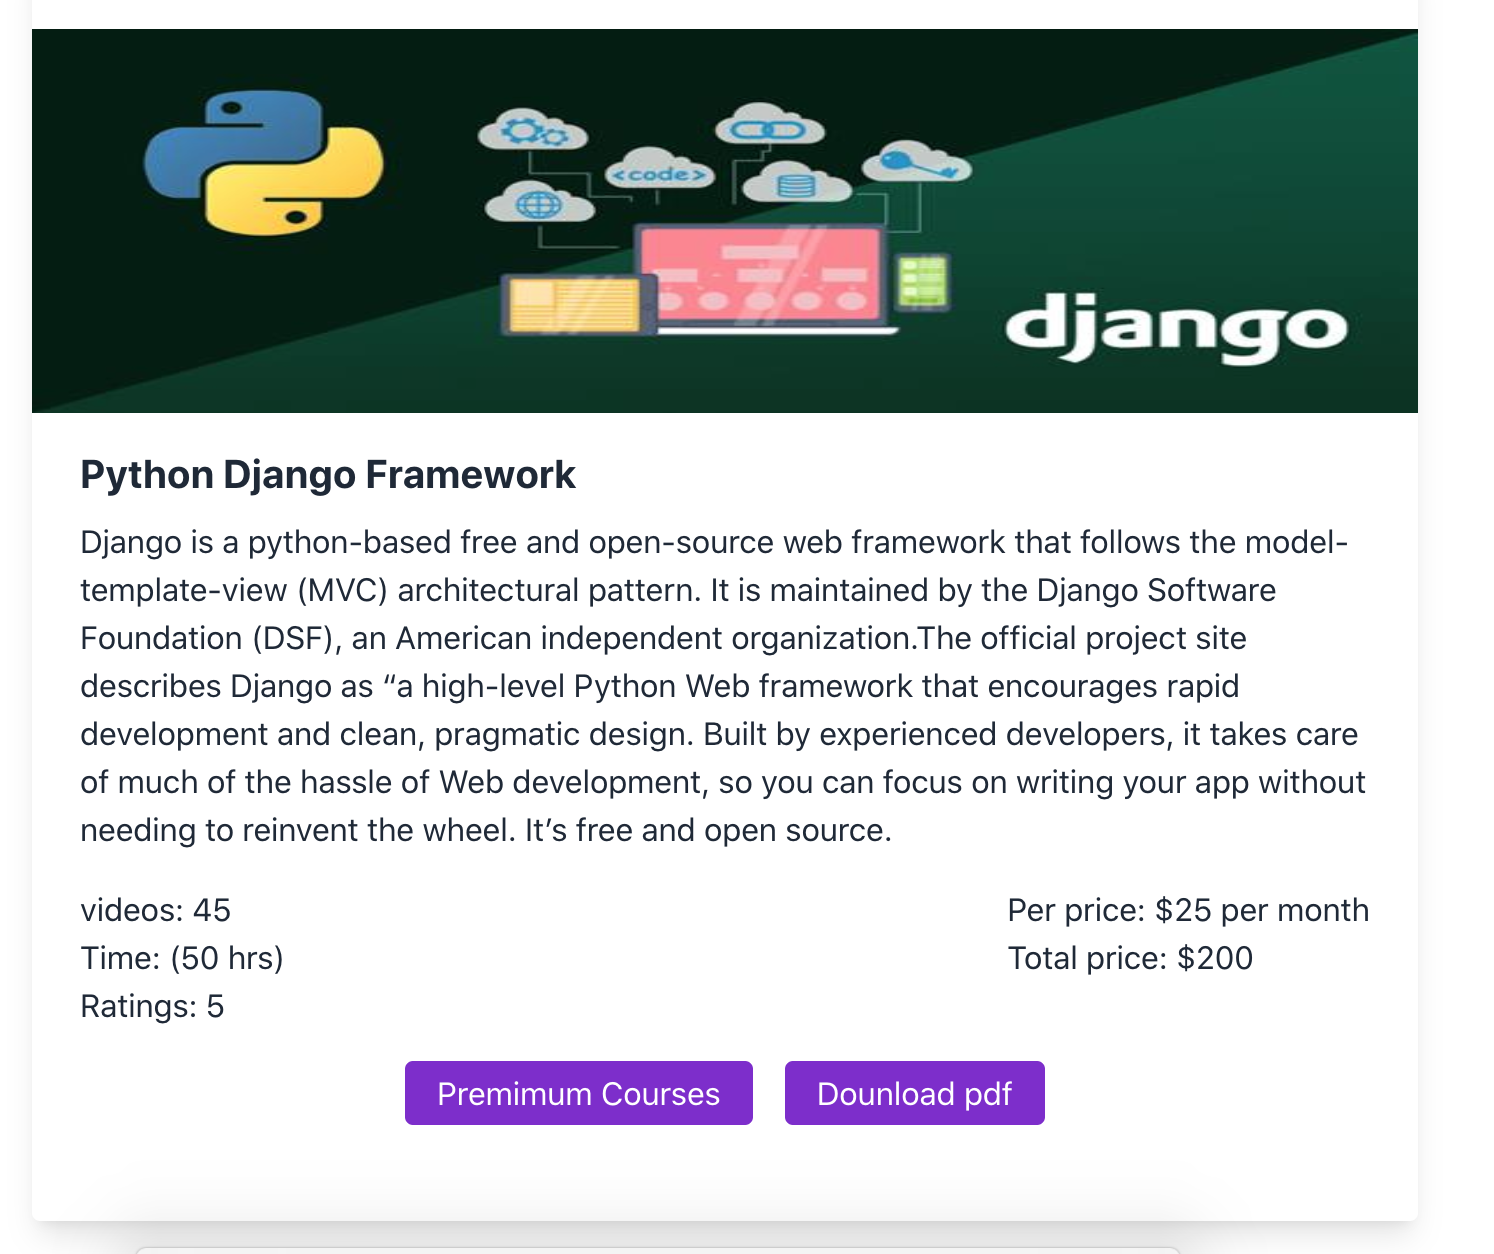 <code>
django
Python Django Framework
Django is a python-based free and open-source web framework that follows the model-
template-view (MVC) architectural pattern. It is maintained by the Django Software
Foundation (DSF), an American independent organization.The official project site
describes Django as “a high-level Python Web framework that encourages rapid
development and clean, pragmatic design. Built by experienced developers, it takes care
of much of the hassle of Web development, so you can focus on writing your app without
needing to reinvent the wheel. It’s free and open source.
videos: 45
Per price: $25 per month
Time: (50 hrs)
Total price: $200
Ratings: 5
Premimum Courses
Dounload pdf